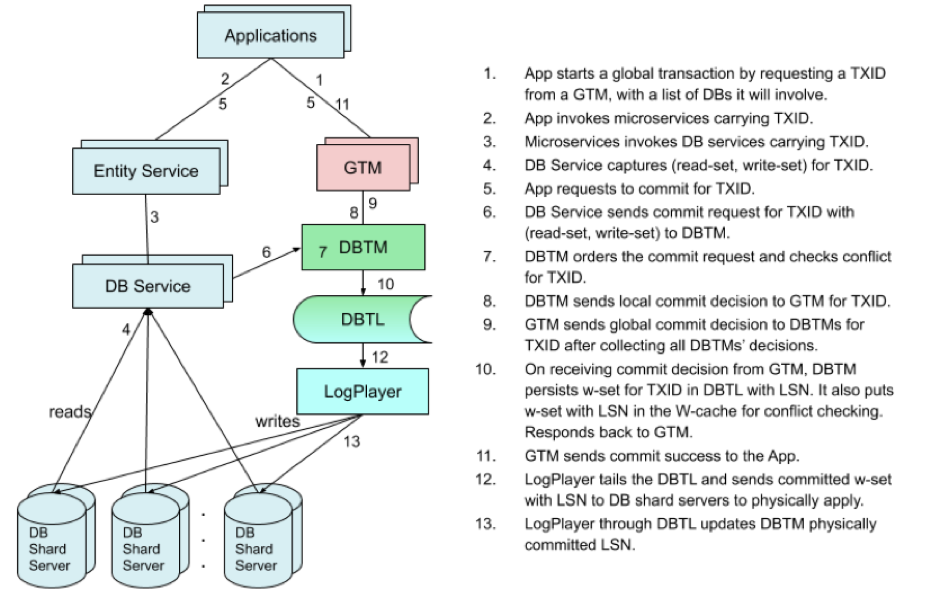 Applications
2
1
5
5
11
Entity Service
GTM
3
9
8
DBTM
7
6
DB Service
10
4
DBTL
12
LogPlayer
reads
writes
13
DB
Shard
Server
DB
Shard
Server
.
.
.
DB
Shard
Server
1. App starts a global transaction by requesting a TXID
from a GTM, with a list of DBs it will involve.
2. App invokes microservices carrying TXID.
3. Microservices invokes DB services carrying TXID.
4. DB Service captures (read-set, write-set) for TXID.
5. App requests to commit for TXID.
6. DB Service sends commit request for TXID with
(read-set, write-set) to DBTM.
7. DBTM orders the commit request and checks conflict
for TXID.
8. DBTM sends local commit decision to GTM for TXID.
9. GTM sends global commit decision to DBTMs for
TXID after collecting all DBTMs' decisions.
10. On receiving commit decision from GTM, DBTM
persists w-set for TXID in DBTL with LSN. It also puts
w-set with LSN in the W-cache for conflict checking.
Responds back to GTM.
11. GTM sends commit success to the App.
12. LogPlayer tails the DBTL and sends committed w-set
with LSN to DB shard servers to physically apply.
13. LogPlayer through DBTL updates DBTM physically
committed LSN.